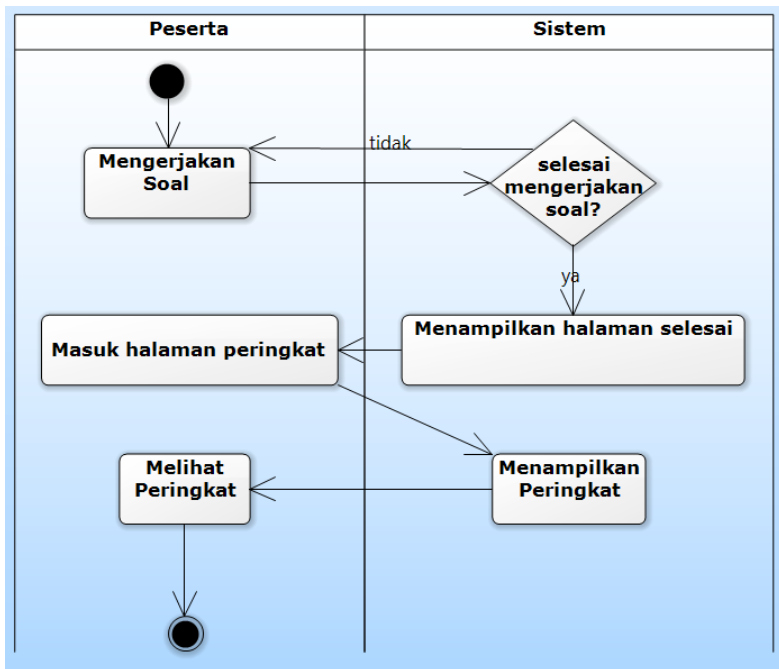 Peserta
Sistem
tidak
Mengerjakan
Soal
selesai
mengerjakan
soal?
ya
Menampilkan halaman selesai
Masuk halaman peringkat
Melihat
Peringkat
Menampilkan
Peringkat